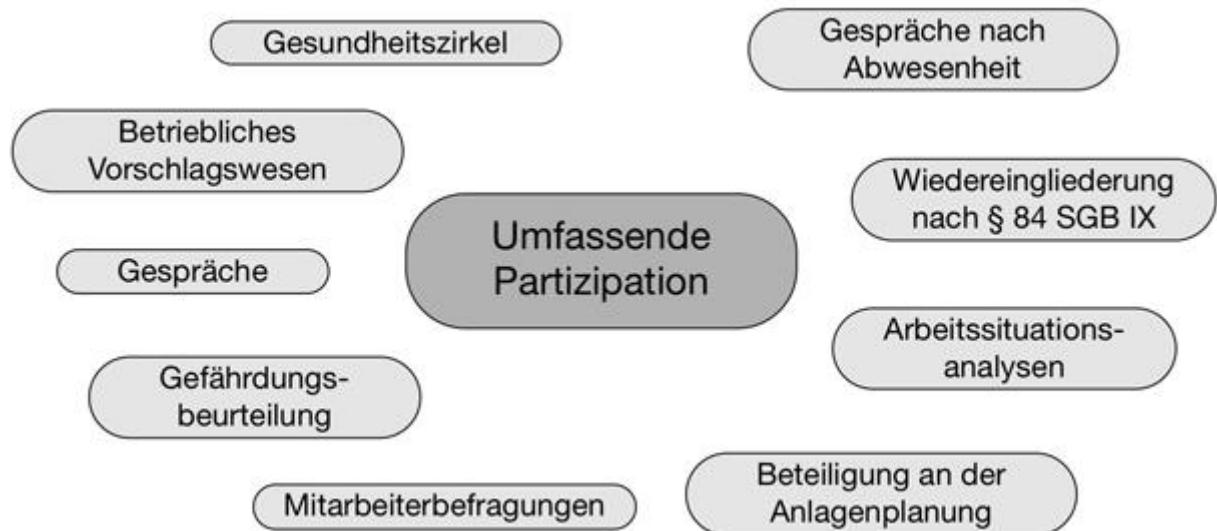 Gesundheitszirkel
Gespräche nach
Abwesenheit
Betriebliches
Vorschlagswesen
Wiedereingliederung
nach § 84 SGB IX
Umfassende
Partizipation
Gespräche
Arbeitssituations-
analysen
Gefährdungs-
beurteilung
Beteiligung an der
Anlagenplanung
Mitarbeiterbefragungen